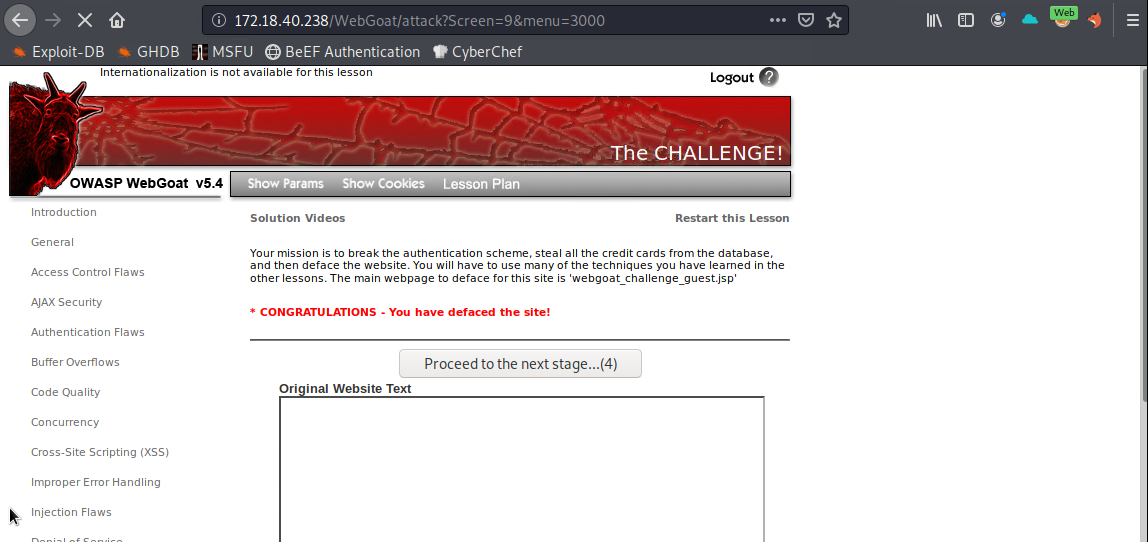 172.18.40.238/WebGoat/attack?Screen=9&menu=3000
Web
Exploit-DB GHDB MSFU BeEF Authentication CyberChef
Internationalization is not available for this lesson
Logout ?
The CHALLENGE!
OWASP WebGoat v5.4
Show Params Show Cookies Lesson Plan
Introduction
General
Access Control Flaws
AJAX Security
Authentication Flaws
Buffer Overflows
Code Quality
Concurrency
Cross-Site Scripting (XSS)
Improper Error Handling
Injection Flaws
Denial of Service
Solution Videos
Restart this Lesson
Your mission is to break the authentication scheme, steal all the credit cards from the database,
and then deface the website. You will have to use many of the techniques you have learned in the
other lessons. The main webpage to deface for this site is 'webgoat_challenge_guest.jsp'
* CONGRATULATIONS - You have defaced the site!
Proceed to the next stage...(4)
Original Website Text